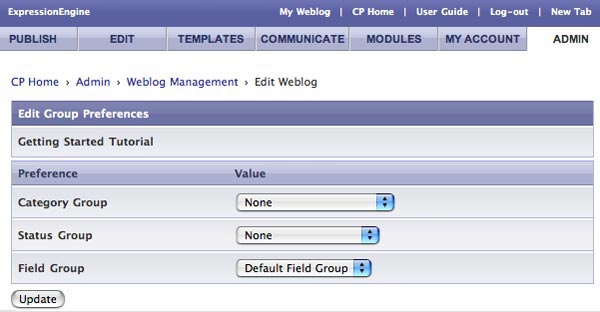 ExpressionEngine My Weblog | CP Home | User Guide | Log-out | New Tab
PUBLISH EDIT TEMPLATES COMMUNICATE MODULES MY ACCOUNT ADMIN
CP Home › Admin › Weblog Management › Edit Weblog
Edit Group Preferences
Getting Started Tutorial
Preference Value
Category Group None
Status Group None
Field Group Default Field Group
Update